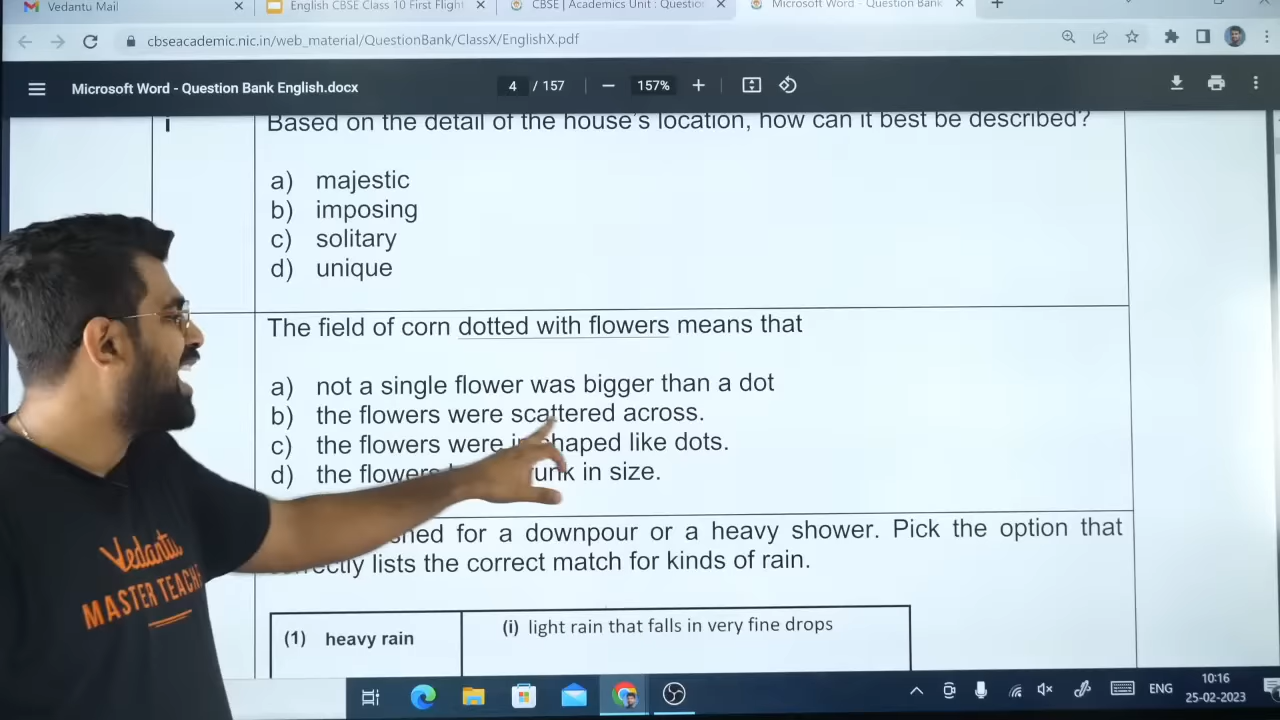 Vedantu Mail
English CBSE Class 10 First Flight
CBSE | Academics Unit : Question
Microsoft Word - Question Bank
cbseacademic.nic.in/web_material/QuestionBank/ClassX/EnglishX.pdf
Microsoft Word - Question Bank English.docx
4 / 157
157%
i
Based on the detail of the house's location, how can it best be described?
a) majestic
b) imposing
c) solitary
d) unique
The field of corn dotted with flowers means that
a) not a single flower was bigger than a dot
b) the flowers were scattered across.
c) the flowers were shaped like dots.
d) the flowers in size.
for a downpour or a heavy shower. Pick the option that
lists the correct match for kinds of rain.
(1) heavy rain
(i) light rain that falls in very fine drops
Vedantu
MASTER TEACHER
ENG
10:16
25-02-2023